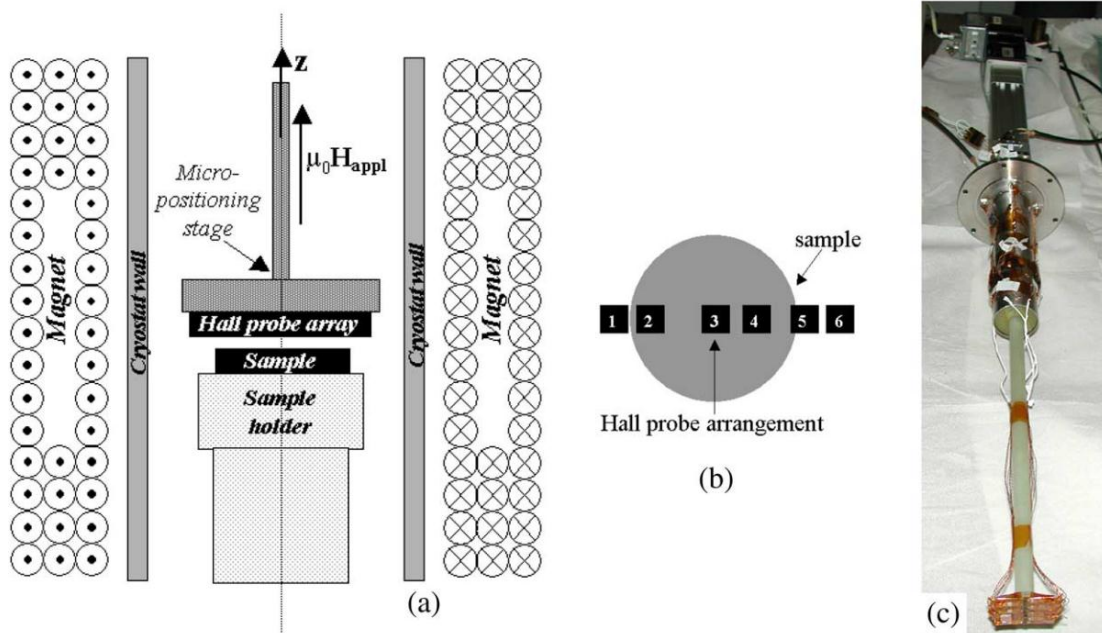 z
μ₀Hₐₚₚₗ
Micro-
positioning
stage
Magnet
Cryostat wall
Hall probe array
Sample
Sample
holder
Cryostat wall
Magnet
(a)
sample
1 2 3 4 5 6
Hall probe arrangement
(b)
(c)